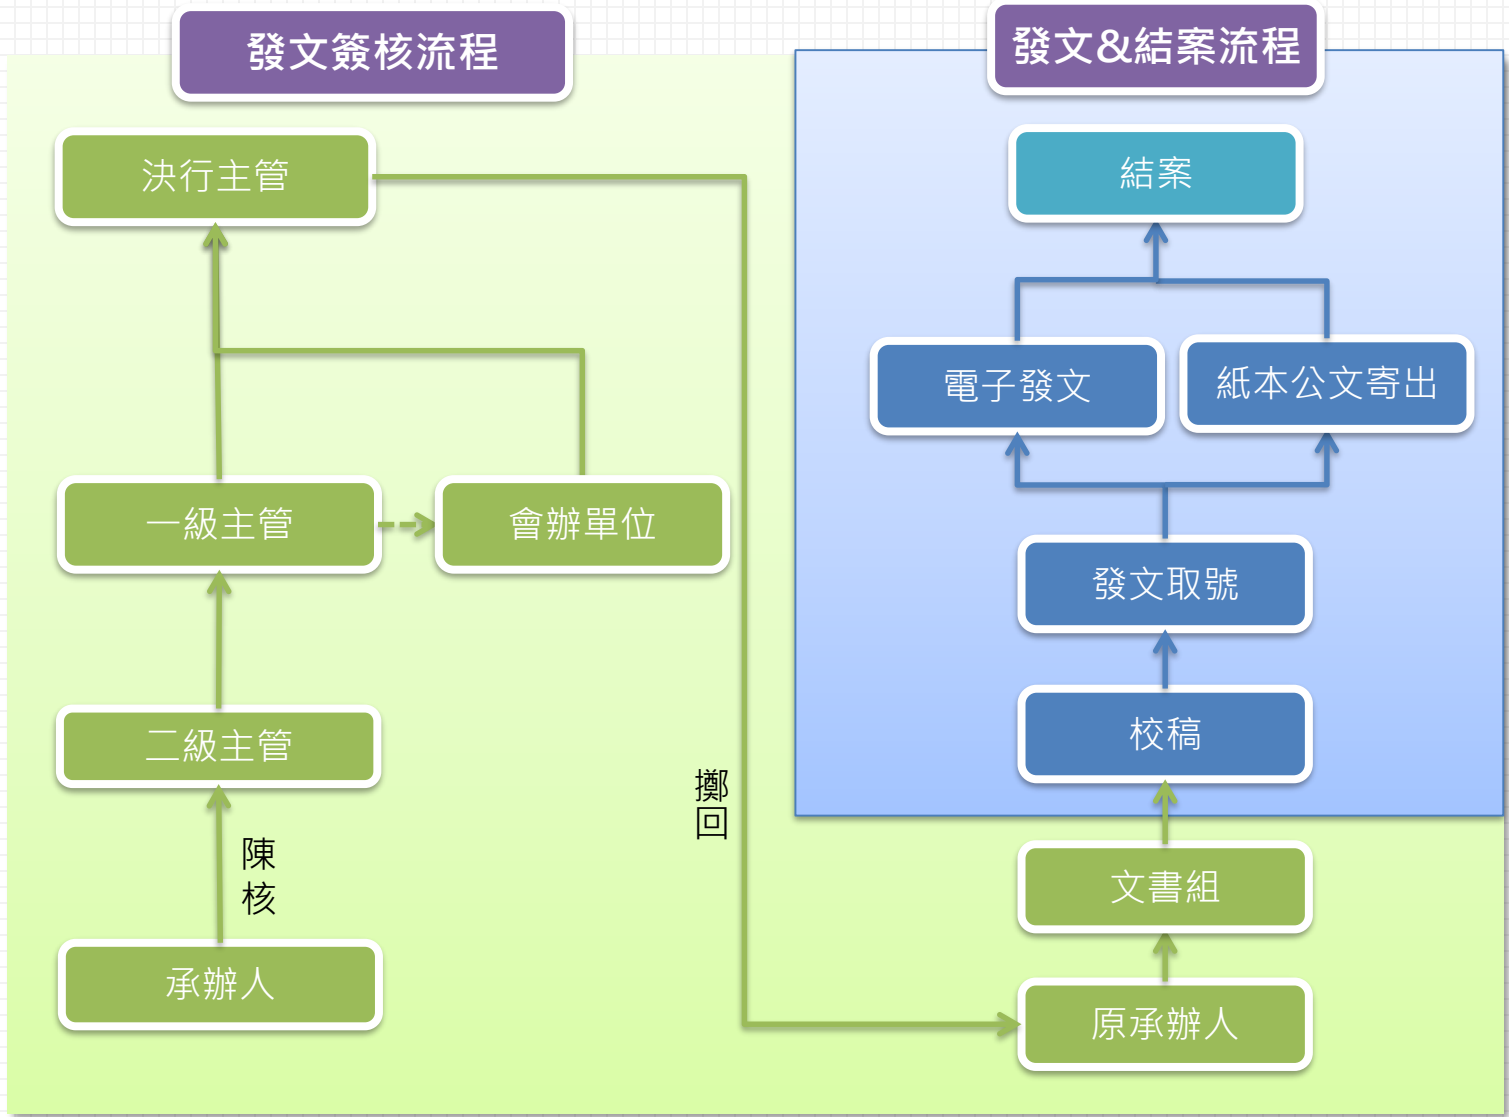 發文簽核流程
決行主管
一級主管
會辦單位
二級主管
陳
核
承辦人
擲
回
發文&結案流程
結案
電子發文
紙本公文寄出
發文取號
校稿
文書組
原承辦人